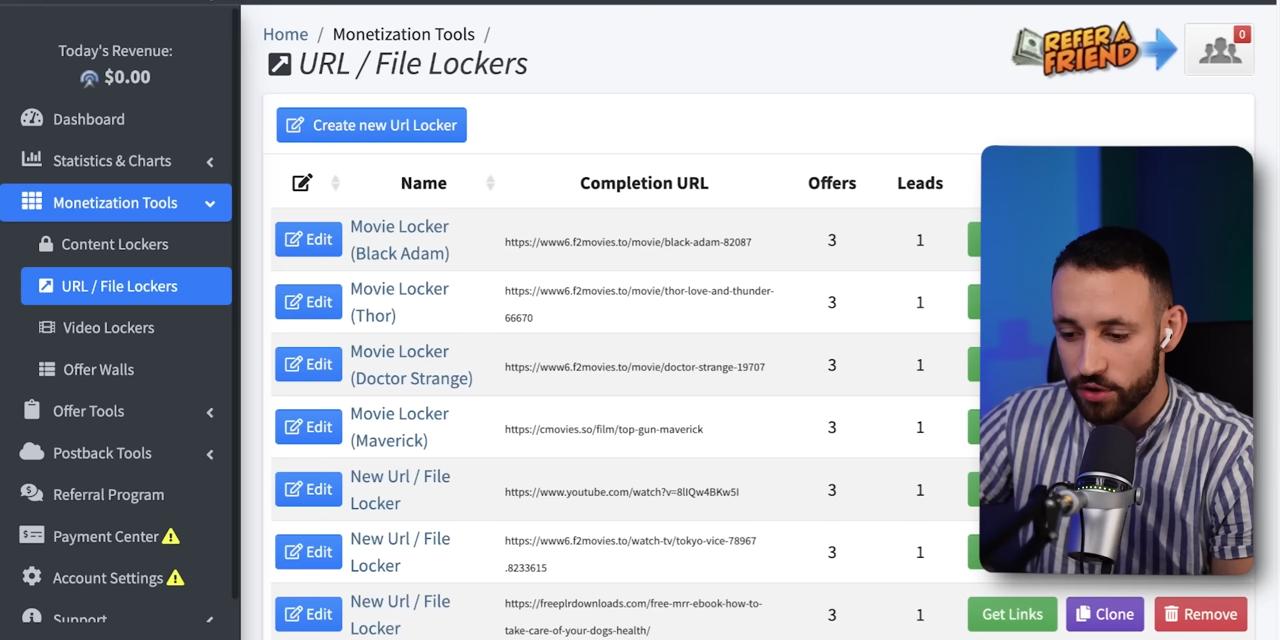 Today's Revenue:
$0.00
Dashboard
Statistics & Charts
Monetization Tools
Content Lockers
URL / File Lockers
Video Lockers
Offer Walls
Offer Tools
Postback Tools
Referral Program
Payment Center
Account Settings
Support
Home / Monetization Tools /
URL / File Lockers
REFER A
FRIEND
0
Create new Url Locker
Name Completion URL Offers Leads
Edit Movie Locker
(Black Adam) https://www6.f2movies.to/movie/black-adam-82087 3 1
Edit Movie Locker
(Thor) https://www6.f2movies.to/movie/thor-love-and-thunder-
66670 3 1
Edit Movie Locker
(Doctor Strange) https://www6.f2movies.to/movie/doctor-strange-19707 3 1
Edit Movie Locker
(Maverick) https://cmovies.so/film/top-gun-maverick 3 1
Edit New Url / File
Locker https://www.youtube.com/watch?v=8lIQw4BKw5I 3 1
Edit New Url / File
Locker https://www6.f2movies.to/watch-tv/tokyo-vice-78967
.8233615 3 1
Edit New Url / File
Locker https://freeplrdownloads.com/free-mrr-ebook-how-to-
take-care-of-your-dogs-health/ 3 1 Get Links Clone Remove